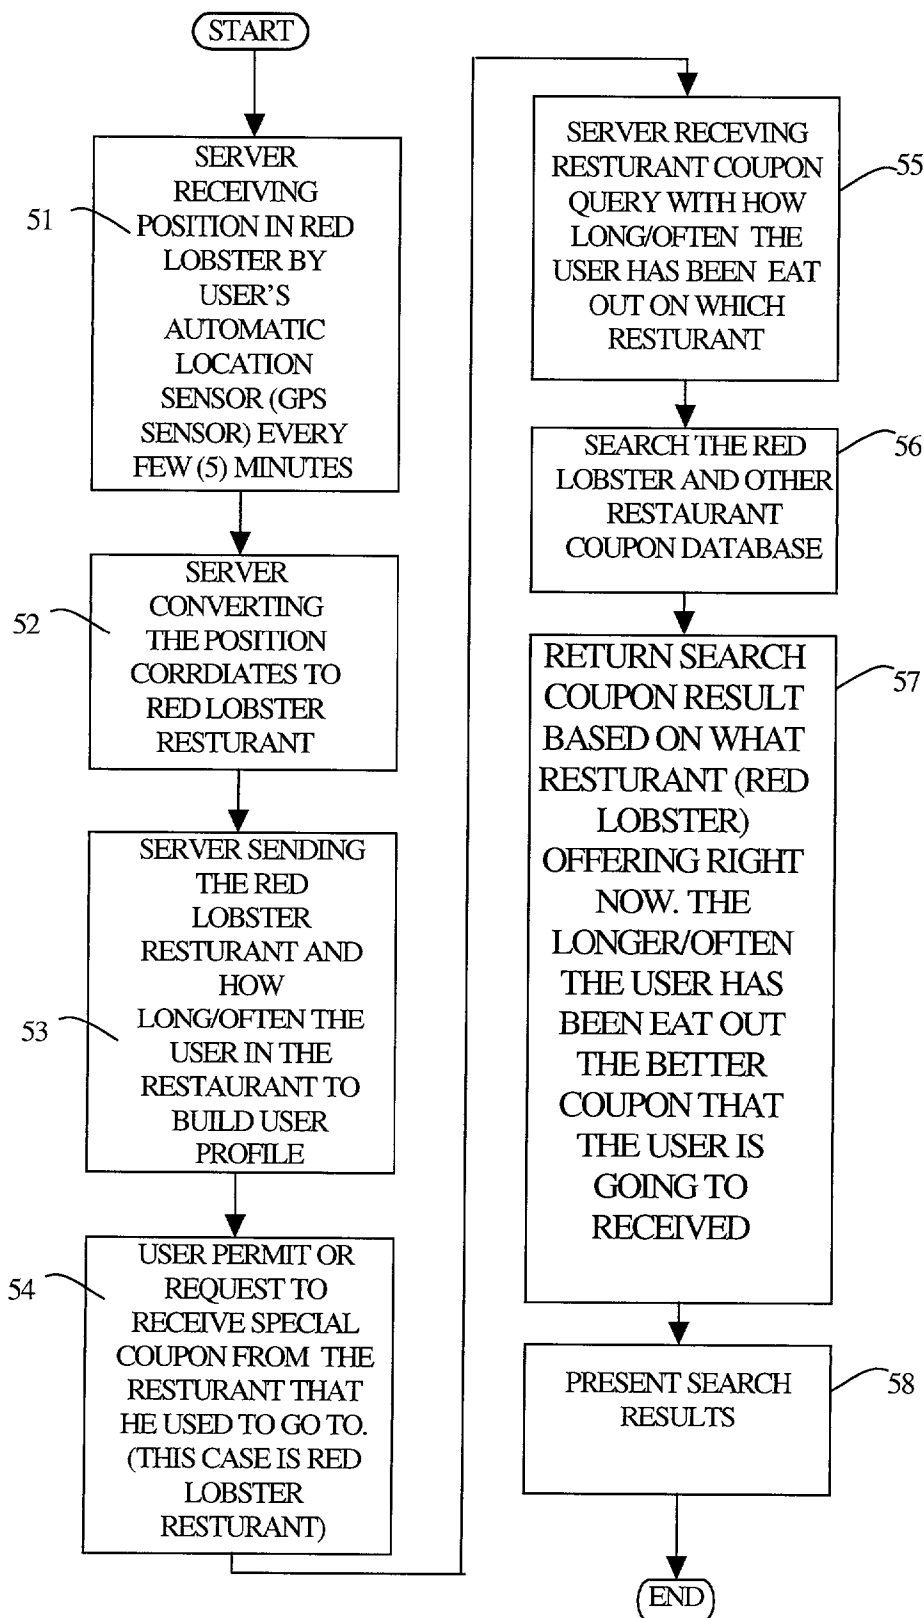 START
51
SERVER
RECEIVING
POSITION IN RED
LOBSTER BY
USER'S
AUTOMATIC
LOCATION
SENSOR (GPS
SENSOR) EVERY
FEW (5) MINUTES
52
SERVER
CONVERTING
THE POSITION
CORRDIATES TO
RED LOBSTER
RESTURANT
53
SERVER SENDING
THE RED
LOBSTER
RESTURANT AND
HOW
LONG/OFTEN THE
USER IN THE
RESTAURANT TO
BUILD USER
PROFILE
54
USER PERMIT OR
REQUEST TO
RECEIVE SPECIAL
COUPON FROM THE
RESTURANT THAT
HE USED TO GO TO.
(THIS CASE IS RED
LOBSTER
RESTURANT)
55
SERVER RECEVING
RESTURANT COUPON
QUERY WITH HOW
LONG/OFTEN THE
USER HAS BEEN EAT
OUT ON WHICH
RESTURANT
56
SEARCH THE RED
LOBSTER AND OTHER
RESTAURANT
COUPON DATABASE
57
RETURN SEARCH
COUPON RESULT
BASED ON WHAT
RESTURANT (RED
LOBSTER)
OFFERING RIGHT
NOW. THE
LONGER/OFTEN
THE USER HAS
BEEN EAT OUT
THE BETTER
COUPON THAT
THE USER IS
GOING TO
RECEIVED
58
PRESENT SEARCH
RESULTS
END